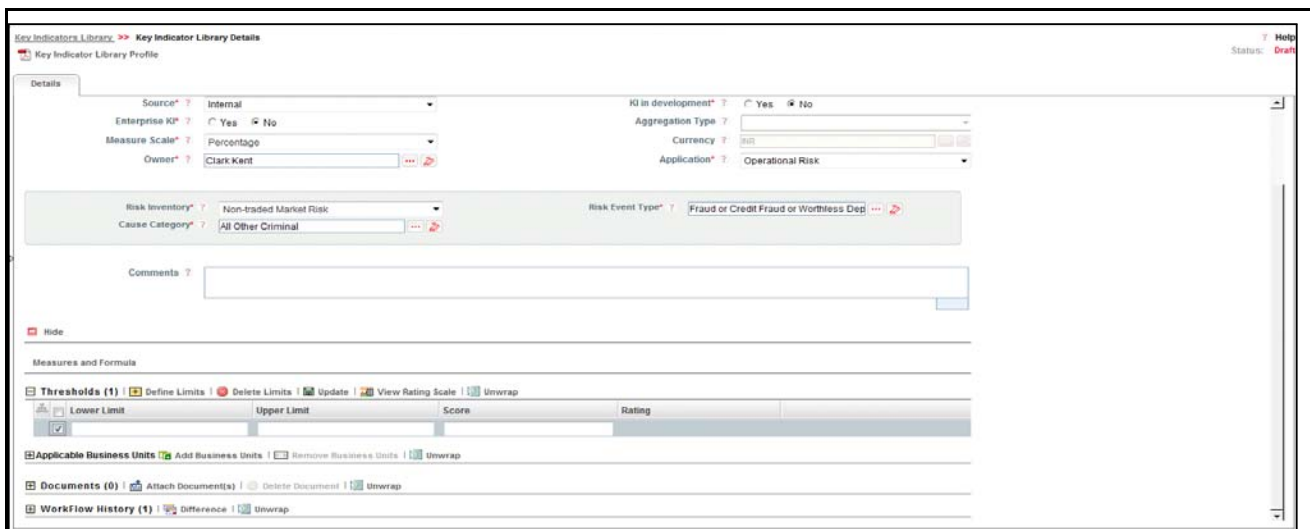 Key Indicators Library >> Key Indicator Library Details ? Help
Key Indicator Library Profile Status: Draft
Details
Source* ? Internal KI in development* ? Yes No
Enterprise KI* ? Yes No Aggregation Type ?
Measure Scale* ? Percentage Currency ? INR
Owner* ? Clark Kent ... Application* ? Operational Risk
Risk Inventory* ? Non-traded Market Risk Risk Event Type* ? Fraud or Credit Fraud or Worthless Dep ...
Cause Category* ? All Other Criminal ...
Comments ?
Hide
Measures and Formula
Thresholds (1) | Define Limits | Delete Limits | Update | View Rating Scale | Unwrap
Lower Limit Upper Limit Score Rating
Applicable Business Units Add Business Units | Remove Business Units | Unwrap
Documents (0) | Attach Document(s) | Delete Document | Unwrap
WorkFlow History (1) | Difference | Unwrap